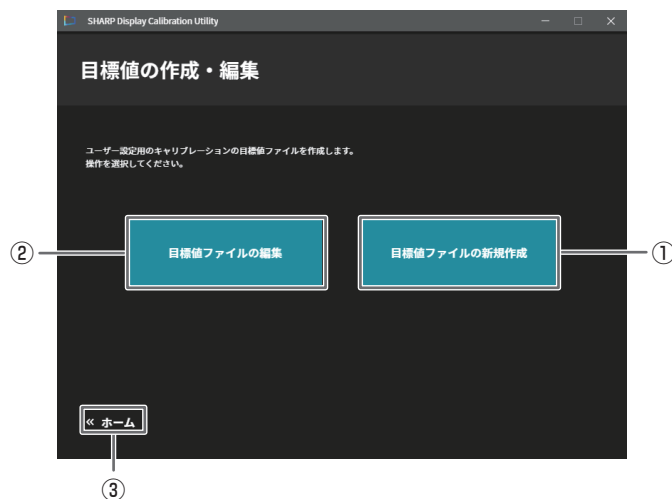 SHARP Display Calibration Utility
目標値の作成・編集
ユーザー設定用のキャリブレーションの目標値ファイルを作成します。
操作を選択してください。
② 目標値ファイルの編集 目標値ファイルの新規作成 ①
« ホーム
③